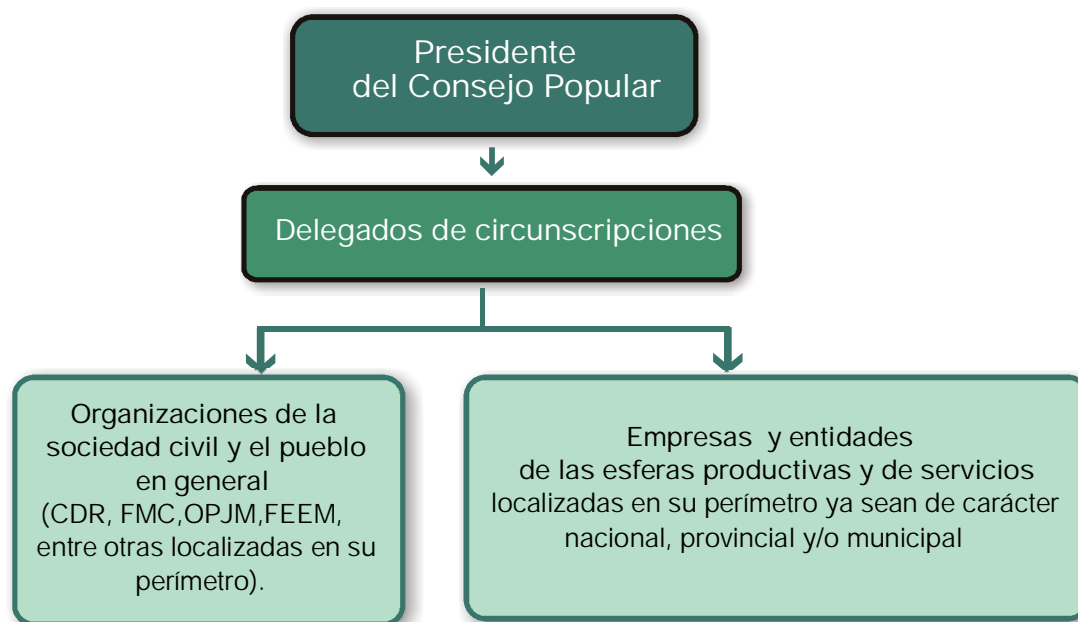 Presidente
del Consejo Popular
Delegados de circunscripciones
Organizaciones de la
sociedad civil y el pueblo
en general
(CDR, FMC,OPJM,FEEM,
entre otras localizadas en su
perímetro).
Empresas y entidades
de las esferas productivas y de servicios
localizadas en su perímetro ya sean de carácter
nacional, provincial y/o municipal